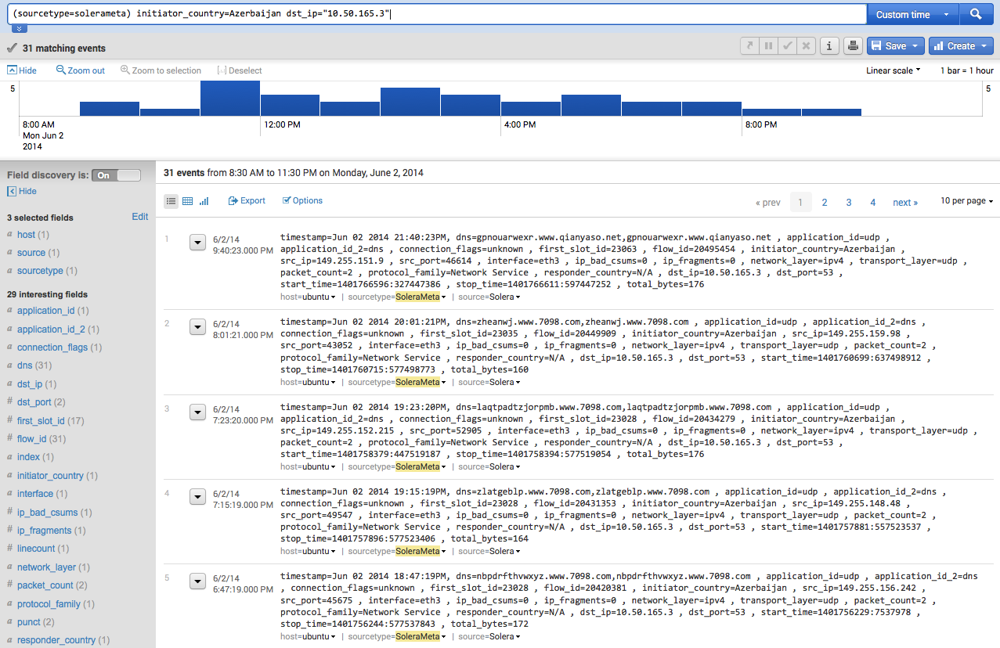 (sourcetype=solerameta) initiator_country=Azerbaijan dst_ip="10.50.165.3"
Custom time
31 matching events
Save
Create
Hide
Zoom out
Zoom to selection
[...] Deselect
Linear scale
1 bar = 1 hour
5
5
8:00 AM
Mon Jun 2
2014
12:00 PM
4:00 PM
8:00 PM
Field discovery is: On
Hide
3 selected fields
Edit
a host (1)
a source (1)
a sourcetype (1)
29 interesting fields
a application_id (1)
a application_id_2 (1)
a connection_flags (1)
a dns (31)
a dst_ip (1)
# dst_port (2)
# first_slot_id (17)
# flow_id (31)
a index (1)
a initiator_country (1)
a interface (1)
# ip_bad_csums (1)
# ip_fragments (1)
# linecount (1)
a network_layer (1)
# packet_count (2)
a protocol_family (1)
a punct (2)
a responder_country (1)
31 events from 8:30 AM to 11:30 PM on Monday, June 2, 2014
Export
Options
« prev
1
2
3
4
next »
10 per page
1
6/2/14
9:40:23.000 PM
timestamp=Jun 02 2014 21:40:23PM, dns=gpnouarwexr.www.qianyaso.net,gpnouarwexr.www.qianyaso.net , application_id=udp ,
application_id_2=dns , connection_flags=unknown , first_slot_id=23063 , flow_id=20495454 , initiator_country=Azerbaijan ,
src_ip=149.255.151.9 , src_port=46614 , interface=eth3 , ip_bad_csums=0 , ip_fragments=0 , network_layer=ipv4 , transport_layer=udp ,
packet_count=2 , protocol_family=Network Service , responder_country=N/A , dst_ip=10.50.165.3 , dst_port=53 ,
start_time=1401766596:327447386 , stop_time=1401766611:597447252 , total_bytes=176
host=ubuntu | sourcetype=SoleraMeta | source=Solera
2
6/2/14
8:01:21.000 PM
timestamp=Jun 02 2014 20:01:21PM, dns=zheanwj.www.7098.com,zheanwj.www.7098.com , application_id=udp , application_id_2=dns ,
connection_flags=unknown , first_slot_id=23035 , flow_id=20449909 , initiator_country=Azerbaijan , src_ip=149.255.159.98 ,
src_port=43052 , interface=eth3 , ip_bad_csums=0 , ip_fragments=0 , network_layer=ipv4 , transport_layer=udp , packet_count=2 ,
protocol_family=Network Service , responder_country=N/A , dst_ip=10.50.165.3 , dst_port=53 , start_time=1401760699:637498912 ,
stop_time=1401760715:577498773 , total_bytes=160
host=ubuntu | sourcetype=SoleraMeta | source=Solera
3
6/2/14
7:23:20.000 PM
timestamp=Jun 02 2014 19:23:20PM, dns=laqtpadtzjorpmb.www.7098.com,laqtpadtzjorpmb.www.7098.com , application_id=udp ,
application_id_2=dns , connection_flags=unknown , first_slot_id=23028 , flow_id=20434279 , initiator_country=Azerbaijan ,
src_ip=149.255.152.215 , src_port=52905 , interface=eth3 , ip_bad_csums=0 , ip_fragments=0 , network_layer=ipv4 , transport_layer=udp ,
packet_count=2 , protocol_family=Network Service , responder_country=N/A , dst_ip=10.50.165.3 , dst_port=53 ,
start_time=1401758379:447519187 , stop_time=1401758394:577519054 , total_bytes=176
host=ubuntu | sourcetype=SoleraMeta | source=Solera
4
6/2/14
7:15:19.000 PM
timestamp=Jun 02 2014 19:15:19PM, dns=zlatgeblp.www.7098.com,zlatgeblp.www.7098.com , application_id=udp , application_id_2=dns ,
connection_flags=unknown , first_slot_id=23028 , flow_id=20431353 , initiator_country=Azerbaijan , src_ip=149.255.148.48 ,
src_port=49547 , interface=eth3 , ip_bad_csums=0 , ip_fragments=0 , network_layer=ipv4 , transport_layer=udp , packet_count=2 ,
protocol_family=Network Service , responder_country=N/A , dst_ip=10.50.165.3 , dst_port=53 , start_time=1401757881:557523537 ,
stop_time=1401757896:577523406 , total_bytes=164
host=ubuntu | sourcetype=SoleraMeta | source=Solera
5
6/2/14
6:47:19.000 PM
timestamp=Jun 02 2014 18:47:19PM, dns=nbpdrfthvwxyz.www.7098.com,nbpdrfthvwxyz.www.7098.com , application_id=udp , application_id_2=dns
, connection_flags=unknown , first_slot_id=23028 , flow_id=20420381 , initiator_country=Azerbaijan , src_ip=149.255.156.242 ,
src_port=45675 , interface=eth3 , ip_bad_csums=0 , ip_fragments=0 , network_layer=ipv4 , transport_layer=udp , packet_count=2 ,
protocol_family=Network Service , responder_country=N/A , dst_ip=10.50.165.3 , dst_port=53 , start_time=1401756229:7537978 ,
stop_time=1401756244:577537843 , total_bytes=172
host=ubuntu | sourcetype=SoleraMeta | source=Solera